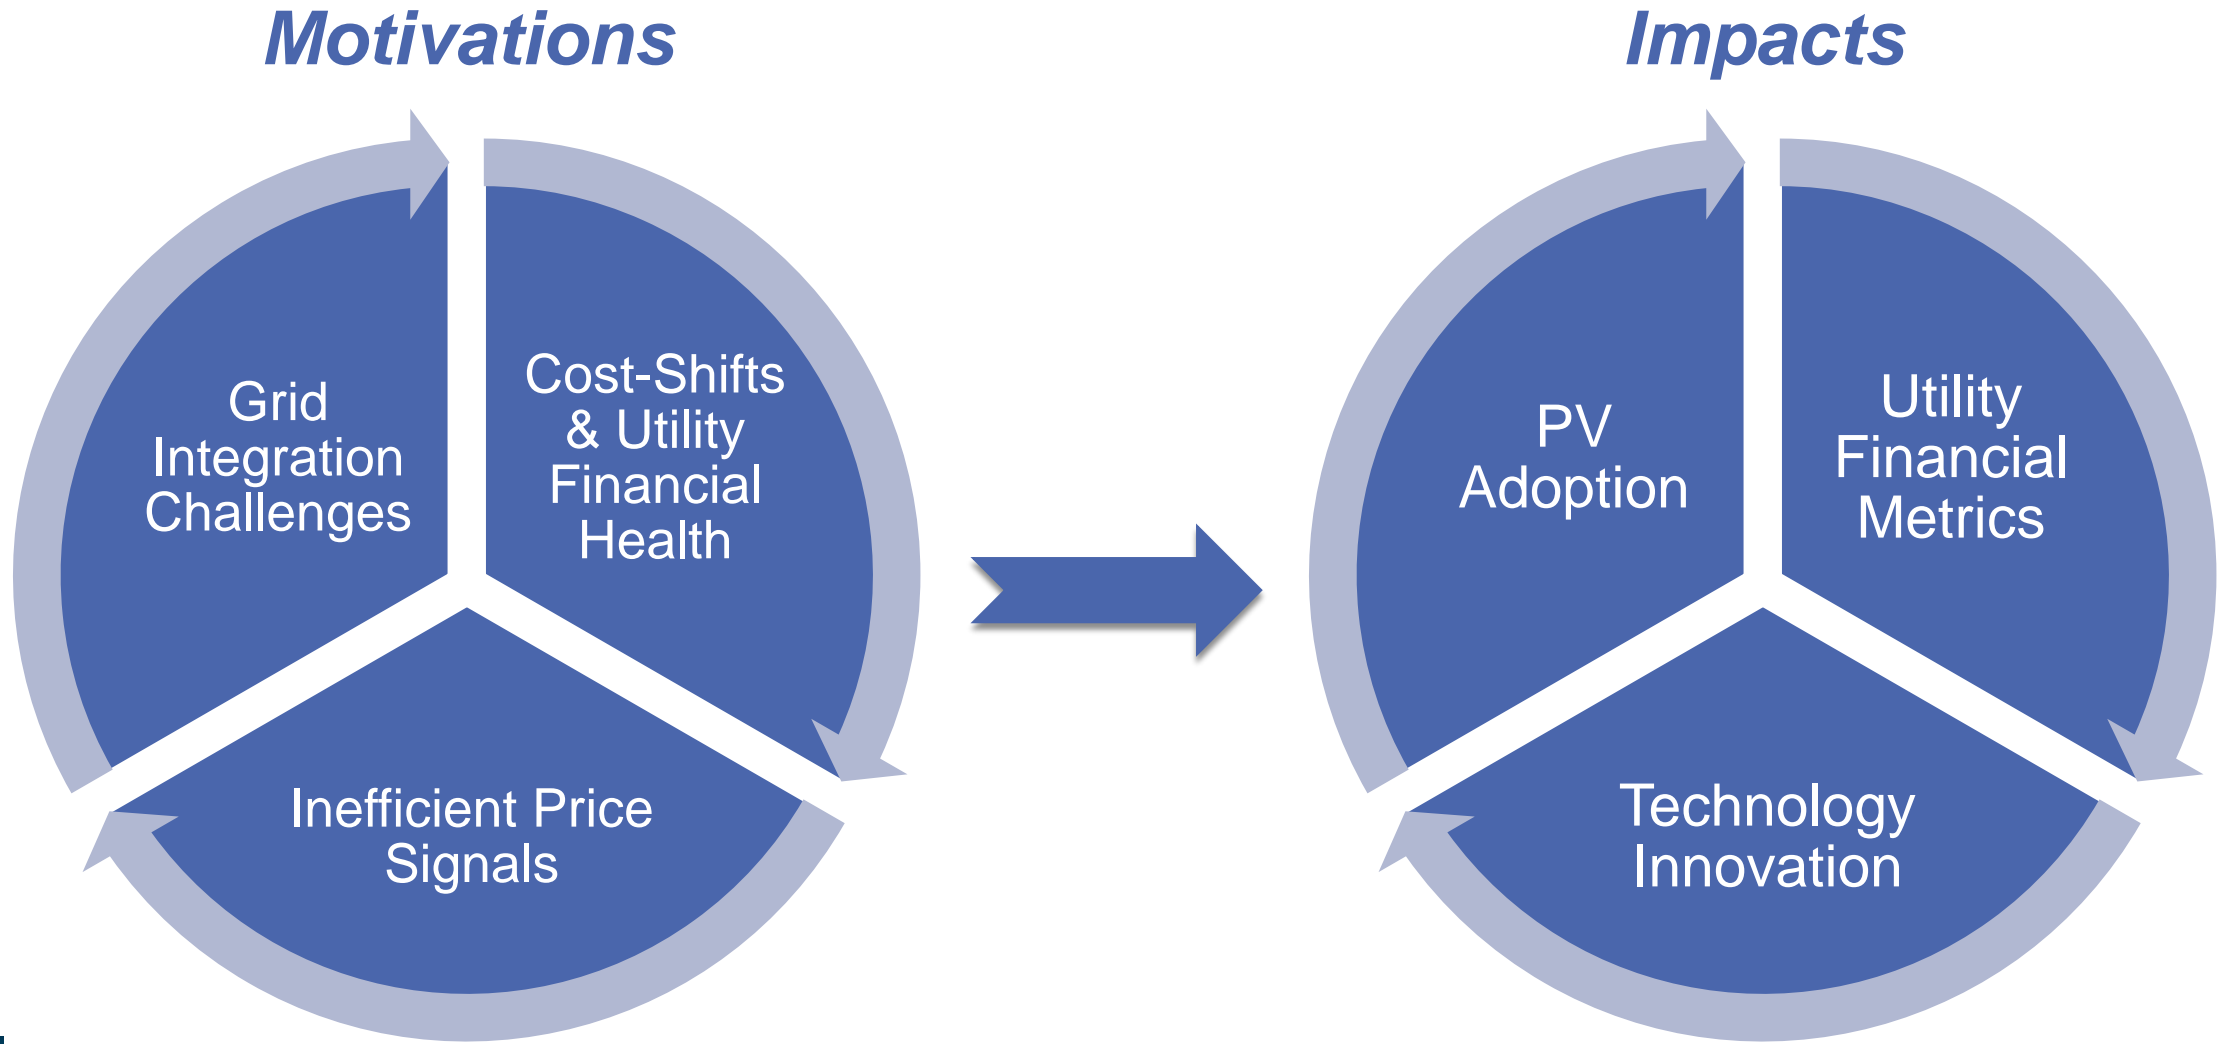 Motivations
Grid
Integration
Challenges
Cost-Shifts
& Utility
Financial
Health
Inefficient Price
Signals
Impacts
PV
Adoption
Utility
Financial
Metrics
Technology
Innovation